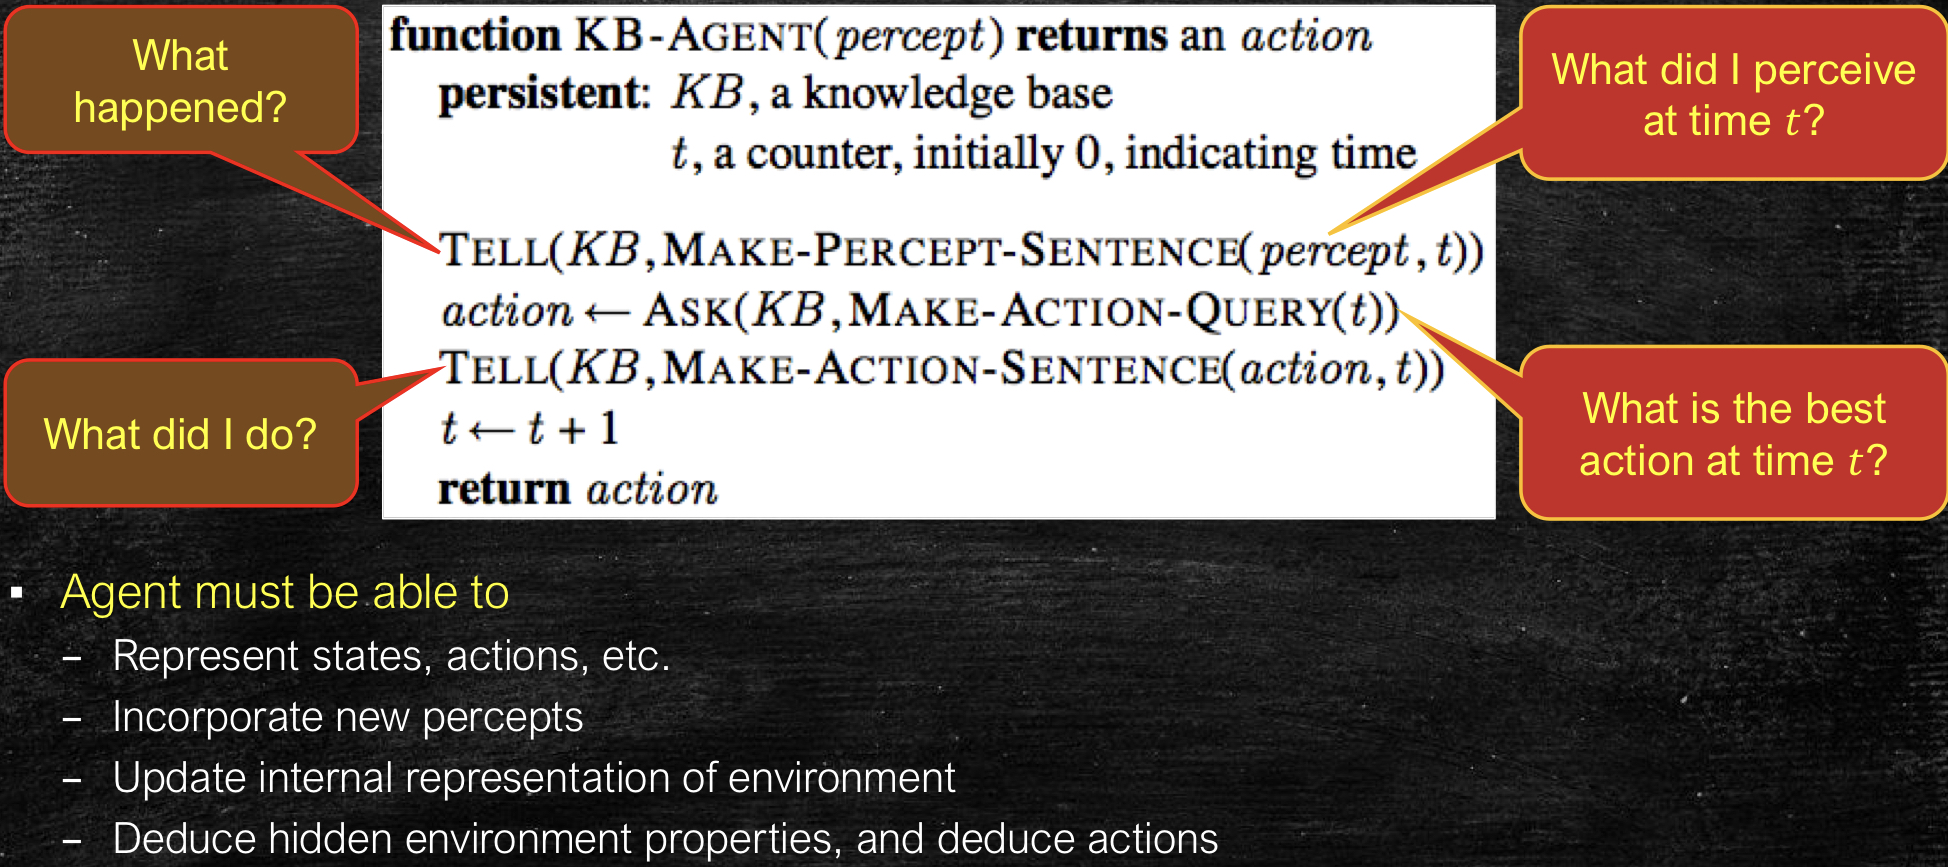 What
happened?
function KB-AGENT(percept) returns an action
persistent: KB, a knowledge base
t, a counter, initially 0, indicating time
What did I perceive
at time t?
TELL(KB, MAKE-PERCEPT-SENTENCE(percept, t))
action ← ASK(KB, MAKE-ACTION-QUERY(t))
TELL(KB, MAKE-ACTION-SENTENCE(action, t))
t ← t + 1
return action
What did I do?
What is the best
action at time t?
▪ Agent must be able to
– Represent states, actions, etc.
– Incorporate new percepts
– Update internal representation of environment
– Deduce hidden environment properties, and deduce actions